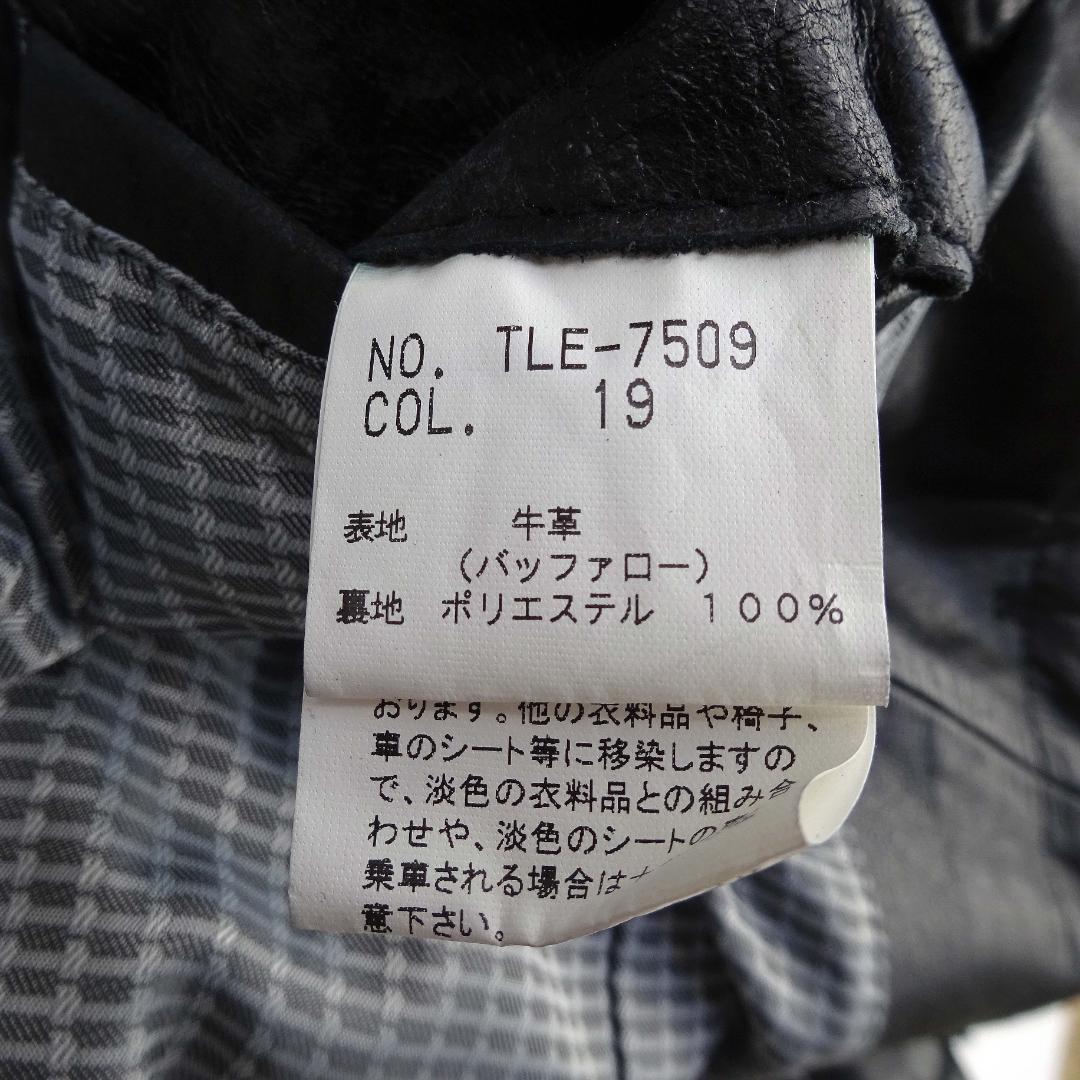 NO. TLE-7509
COL. 19
表地 牛革
(バッファロー)
裏地 ポリエステル 100%
おります。他の衣料品や椅子、
車のシート等に移染しますの
で、淡色の衣料品との組み合
わせや、淡色のシートの
乗車される場合は
意下さい。